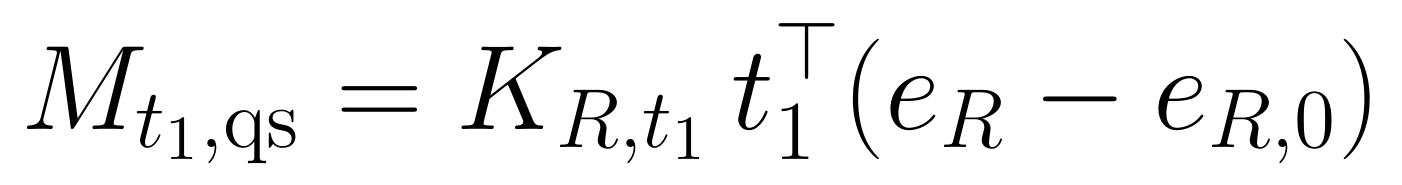 $M_{t_1,\mathrm{qs}} = K_{R,t_1}\, t_1^\top (e_R - e_{R,0})$